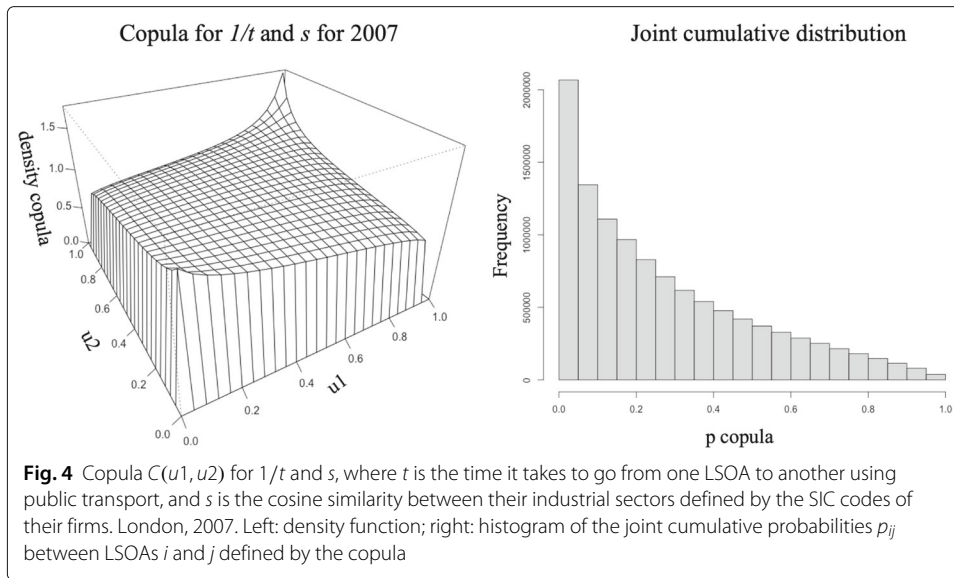 Copula for 1/t and s for 2007
density copula
1.5
1.0
0.5
0.0
1.0
0.8
0.6
0.4
0.2
0.0
u2
0.0
0.2
0.4
0.6
0.8
1.0
u1
Joint cumulative distribution
Frequency
2000000
1500000
1000000
500000
0
0.0 0.2 0.4 0.6 0.8 1.0
p copula
Fig. 4 Copula C(u1, u2) for 1/t and s, where t is the time it takes to go from one LSOA to another using
public transport, and s is the cosine similarity between their industrial sectors defined by the SIC codes of
their firms. London, 2007. Left: density function; right: histogram of the joint cumulative probabilities pij
between LSOAs i and j defined by the copula